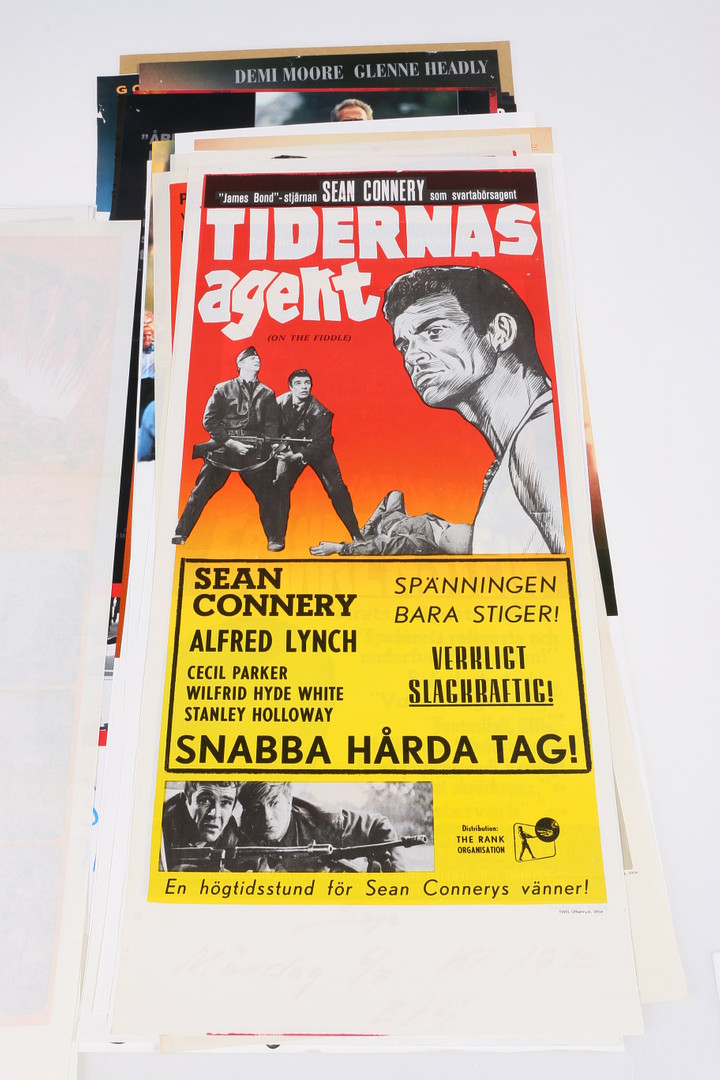 DEMI MOORE GLENNE HEADLY
"James Bond"-stjärnan SEAN CONNERY som svartabörsagent
TIDERNAS
agent
(ON THE FIDDLE)
SEAN
CONNERY
ALFRED LYNCH
CECIL PARKER
WILFRID HYDE WHITE
STANLEY HOLLOWAY
SPÄNNINGEN
BARA STIGER!
VERKLIGT
SLAGKRAFTIG!
SNABBA HÅRDA TAG!
Distribution:
THE RANK
ORGANISATION
En högtidsstund för Sean Connerys vänner!
Måndag